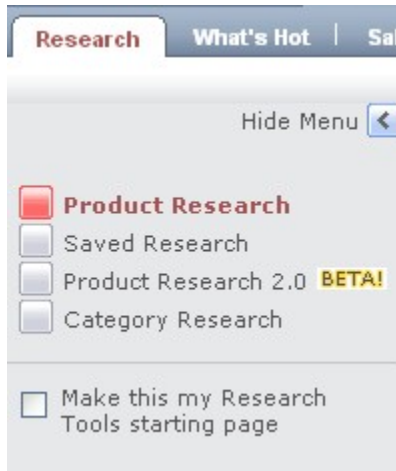 Research What's Hot
Hide Menu
Product Research
Saved Research
Product Research 2.0 BETA!
Category Research
Make this my Research
Tools starting page